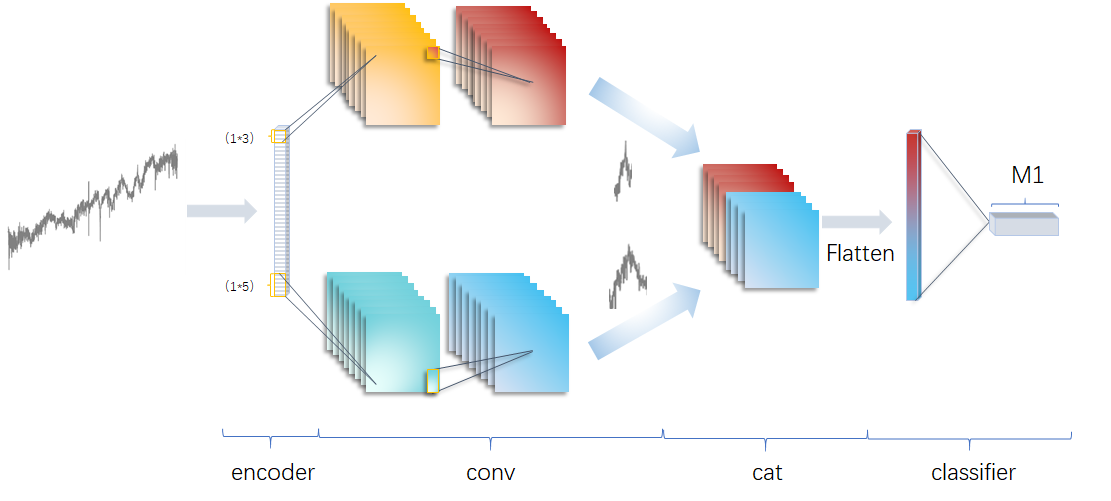 (1*3)
M1
Flatten
(1*5)
encoder
conv
cat
classifier